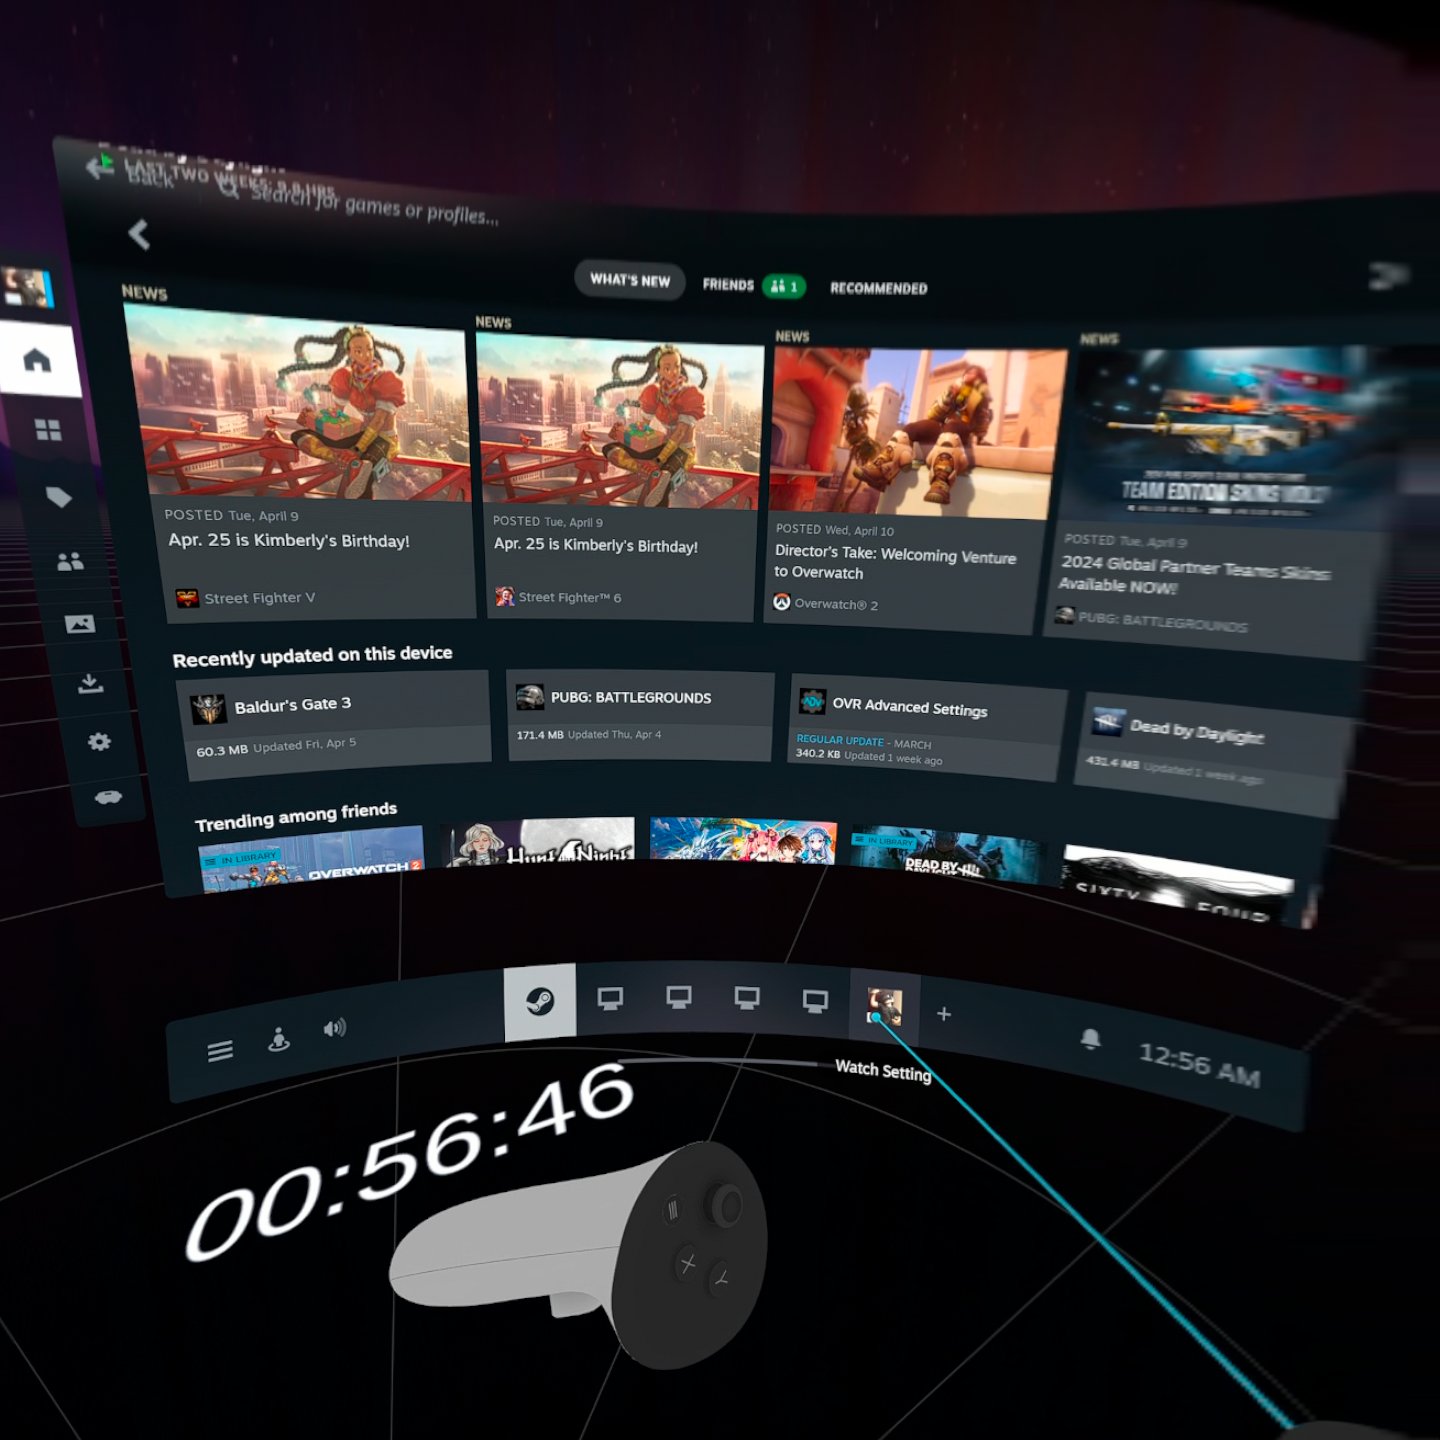 LAST TWO WEEKS:
Back
Search for games or profiles...
WHAT'S NEW
FRIENDS
1
RECOMMENDED
NEWS
POSTED Tue, April 9
Apr. 25 is Kimberly's Birthday!
Street Fighter V
NEWS
POSTED Tue, April 9
Apr. 25 is Kimberly's Birthday!
Street Fighter™ 6
NEWS
POSTED Wed, April 10
Director's Take: Welcoming Venture
to Overwatch
Overwatch® 2
NEWS
TEAM EDITION SKINS
POSTED Tue, April 9
2024 Global Partner Teams Skins
Available NOW!
PUBG: BATTLEGROUNDS
Recently updated on this device
Baldur's Gate 3
60.3 MB Updated Fri, Apr 5
PUBG: BATTLEGROUNDS
171.4 MB Updated Thu, Apr 4
OVR Advanced Settings
REGULAR UPDATE - MARCH
340.2 KB Updated 1 week ago
Dead by Daylight
431.4 MB Updated 1 week ago
Trending among friends
IN LIBRARY
OVERWATCH 2
Hunt the Night
IN LIBRARY
DEAD BY
DAYLIGHT
SIXTY FOUR
12:56 AM
Watch Setting
00:56:46
X
Y